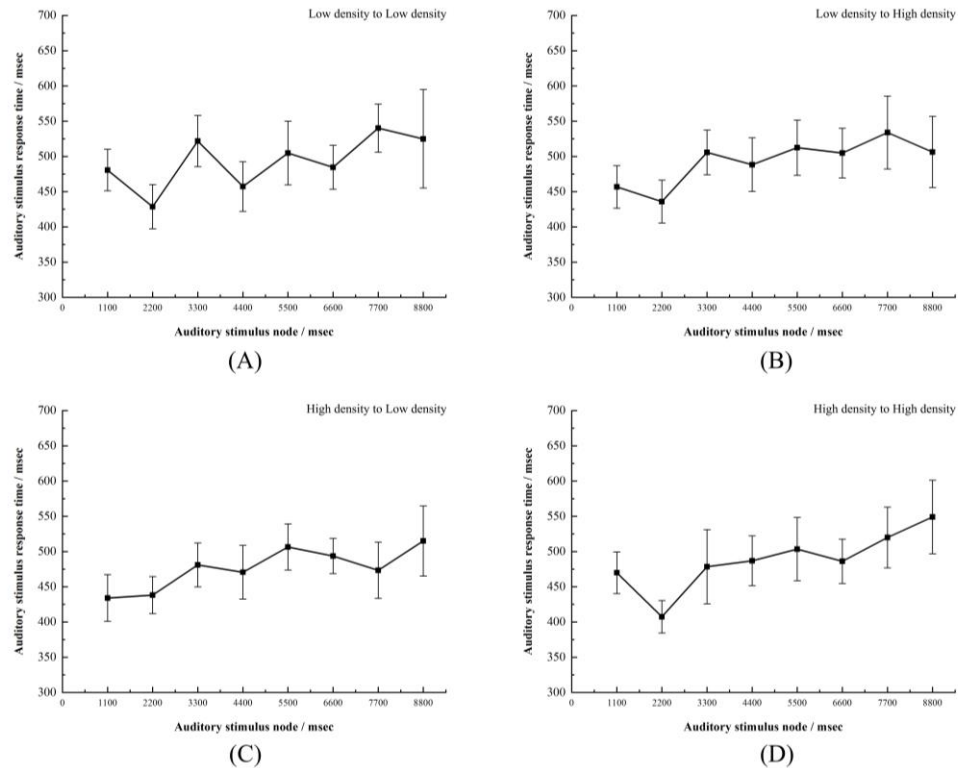 Low density to Low density
700
650
600
550
500
450
400
350
300
Auditory stimulus response time / msec
0 1100 2200 3300 4400 5500 6600 7700 8800
Auditory stimulus node / msec
(A)
Low density to High density
700
650
600
550
500
450
400
350
300
Auditory stimulus response time / msec
0 1100 2200 3300 4400 5500 6600 7700 8800
Auditory stimulus node / msec
(B)
High density to Low density
700
650
600
550
500
450
400
350
300
Auditory stimulus response time / msec
0 1100 2200 3300 4400 5500 6600 7700 8800
Auditory stimulus node / msec
(C)
High density to High density
700
650
600
550
500
450
400
350
300
Auditory stimulus response time / msec
0 1100 2200 3300 4400 5500 6600 7700 8800
Auditory stimulus node / msec
(D)